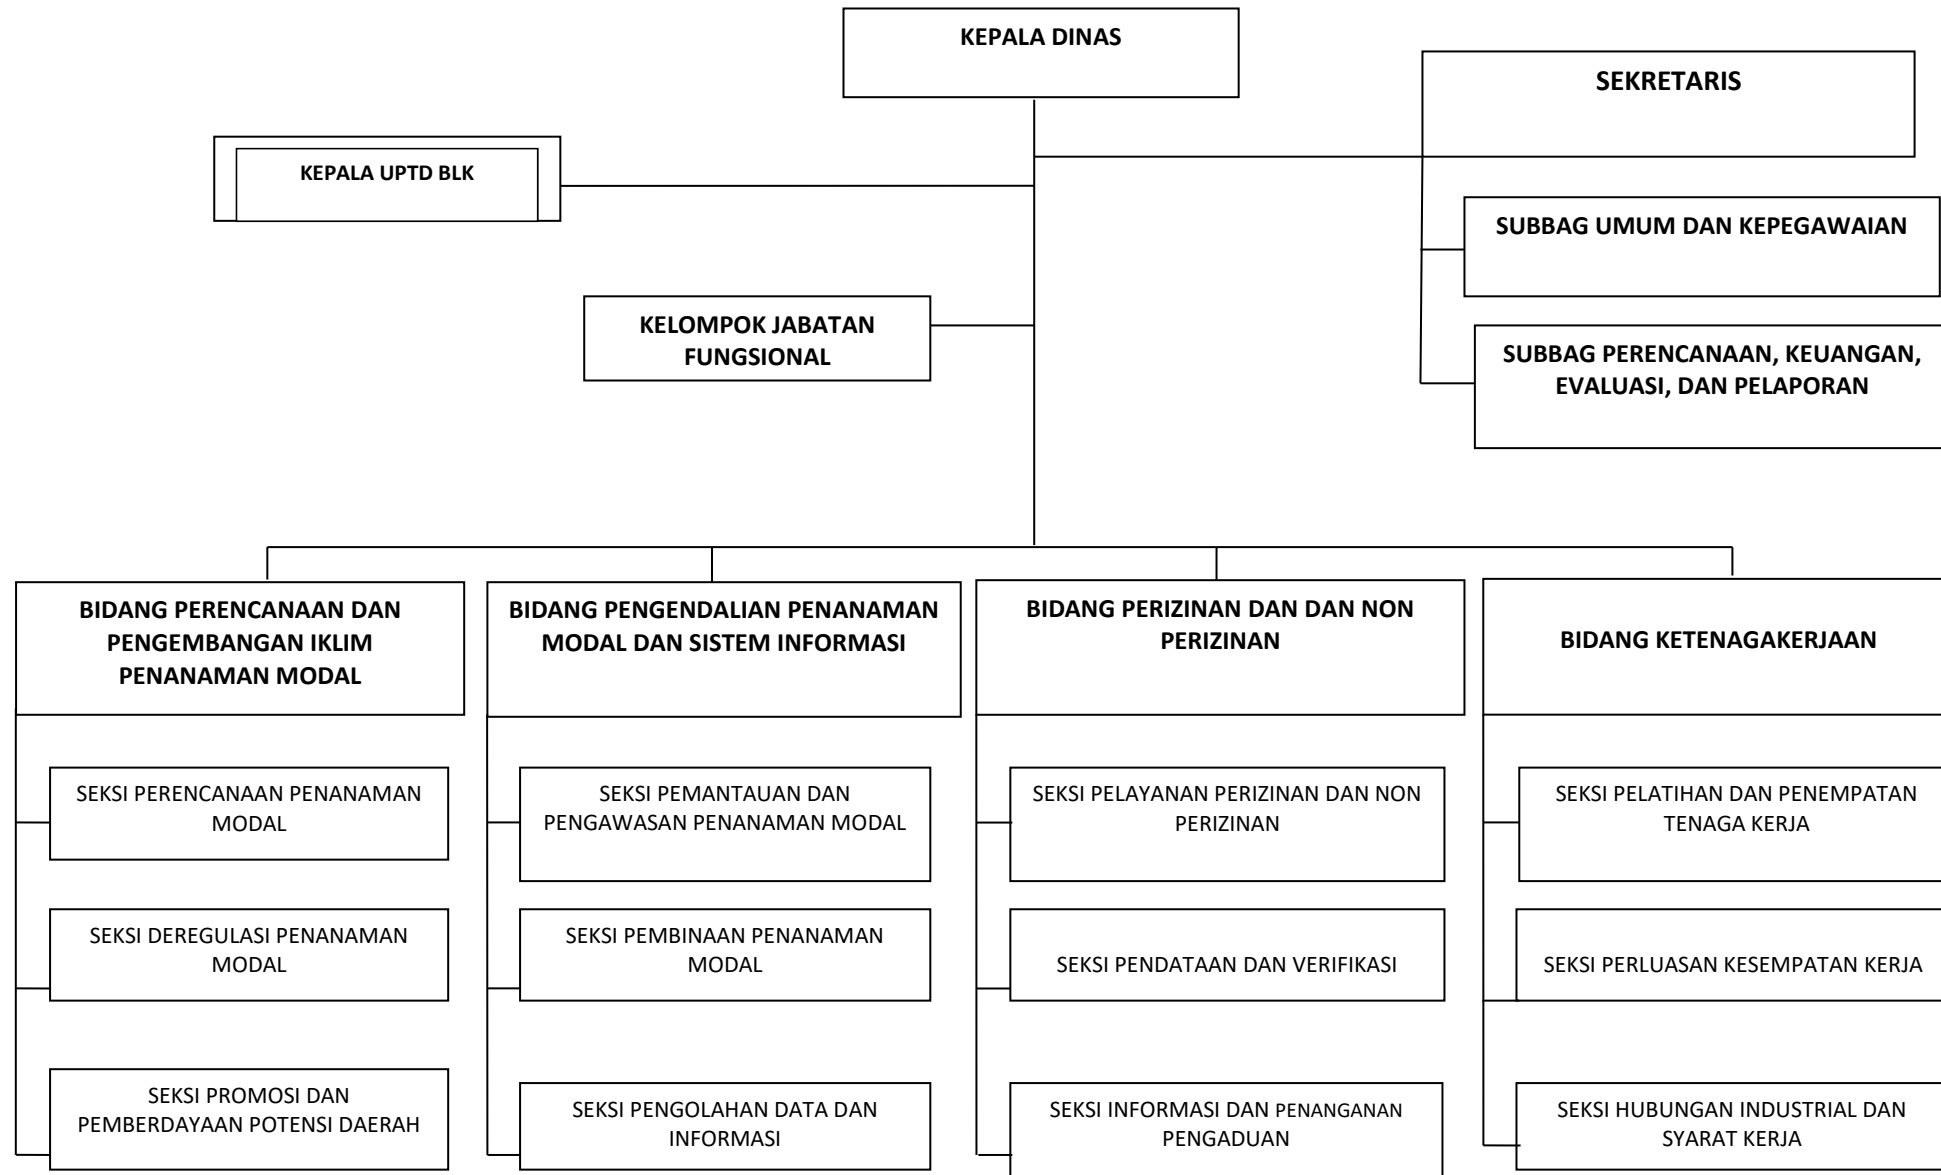 KEPALA DINAS
SEKRETARIS
KEPALA UPTD BLK
SUBBAG UMUM DAN KEPEGAWAIAN
KELOMPOK JABATAN
FUNGSIONAL
SUBBAG PERENCANAAN, KEUANGAN,
EVALUASI, DAN PELAPORAN
BIDANG PERENCANAAN DAN
PENGEMBANGAN IKLIM
PENANAMAN MODAL
BIDANG PENGENDALIAN PENANAMAN
MODAL DAN SISTEM INFORMASI
BIDANG PERIZINAN DAN DAN NON
PERIZINAN
BIDANG KETENAGAKERJAAN
SEKSI PERENCANAAN PENANAMAN
MODAL
SEKSI PEMANTAUAN DAN
PENGAWASAN PENANAMAN MODAL
SEKSI PELAYANAN PERIZINAN DAN NON
PERIZINAN
SEKSI PELATIHAN DAN PENEMPATAN
TENAGA KERJA
SEKSI DEREGULASI PENANAMAN
MODAL
SEKSI PEMBINAAN PENANAMAN
MODAL
SEKSI PENDATAAN DAN VERIFIKASI
SEKSI PERLUASAN KESEMPATAN KERJA
SEKSI PROMOSI DAN
PEMBERDAYAAN POTENSI DAERAH
SEKSI PENGOLAHAN DATA DAN
INFORMASI
SEKSI INFORMASI DAN PENANGANAN
PENGADUAN
SEKSI HUBUNGAN INDUSTRIAL DAN
SYARAT KERJA